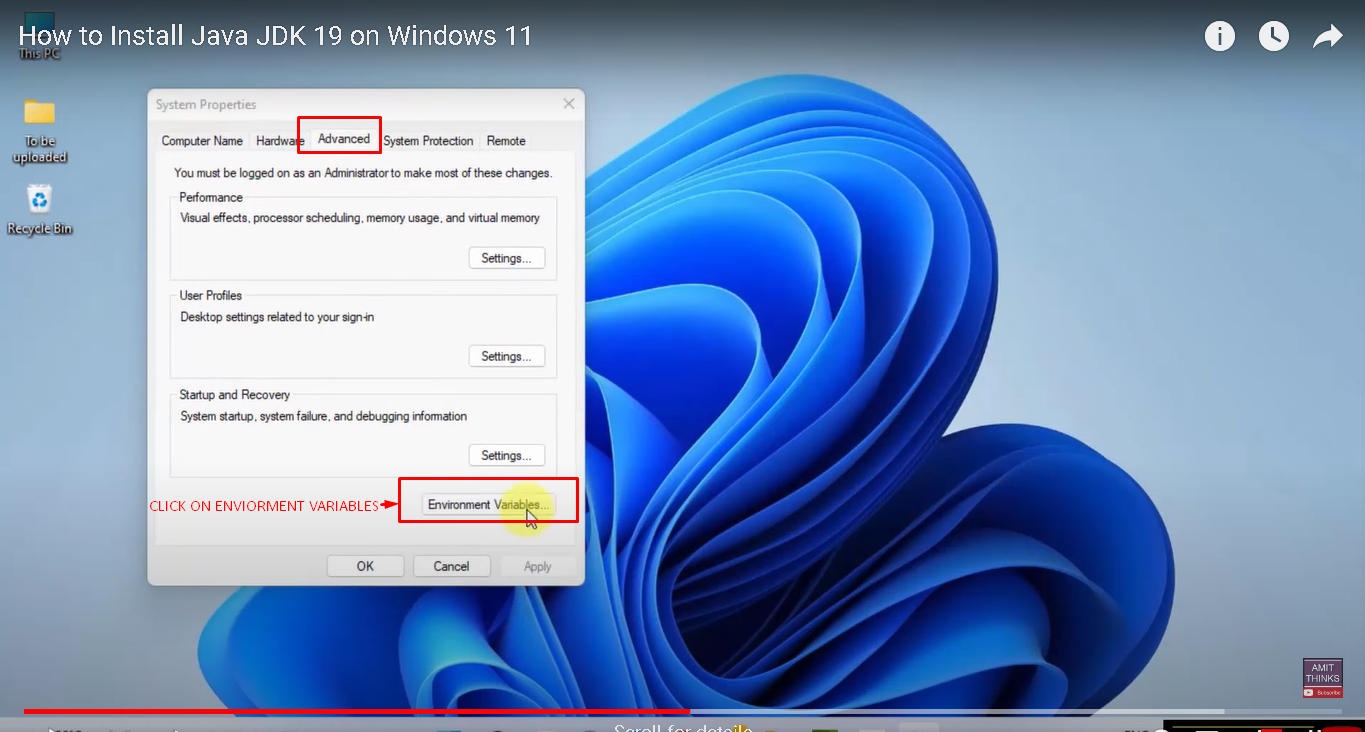 How to Install Java JDK 19 on Windows 11
This PC
To be
uploaded
Recycle Bin
System Properties
Computer Name
Hardware
Advanced
System Protection
Remote
You must be logged on as an Administrator to make most of these changes.
Performance
Visual effects, processor scheduling, memory usage, and virtual memory
Settings...
User Profiles
Desktop settings related to your sign-in
Settings...
Startup and Recovery
System startup, system failure, and debugging information
Settings...
CLICK ON ENVIORMENT VARIABLES
Environment Variables...
OK
Cancel
Apply
AMIT
THINKS
Subscribe
Scroll for details